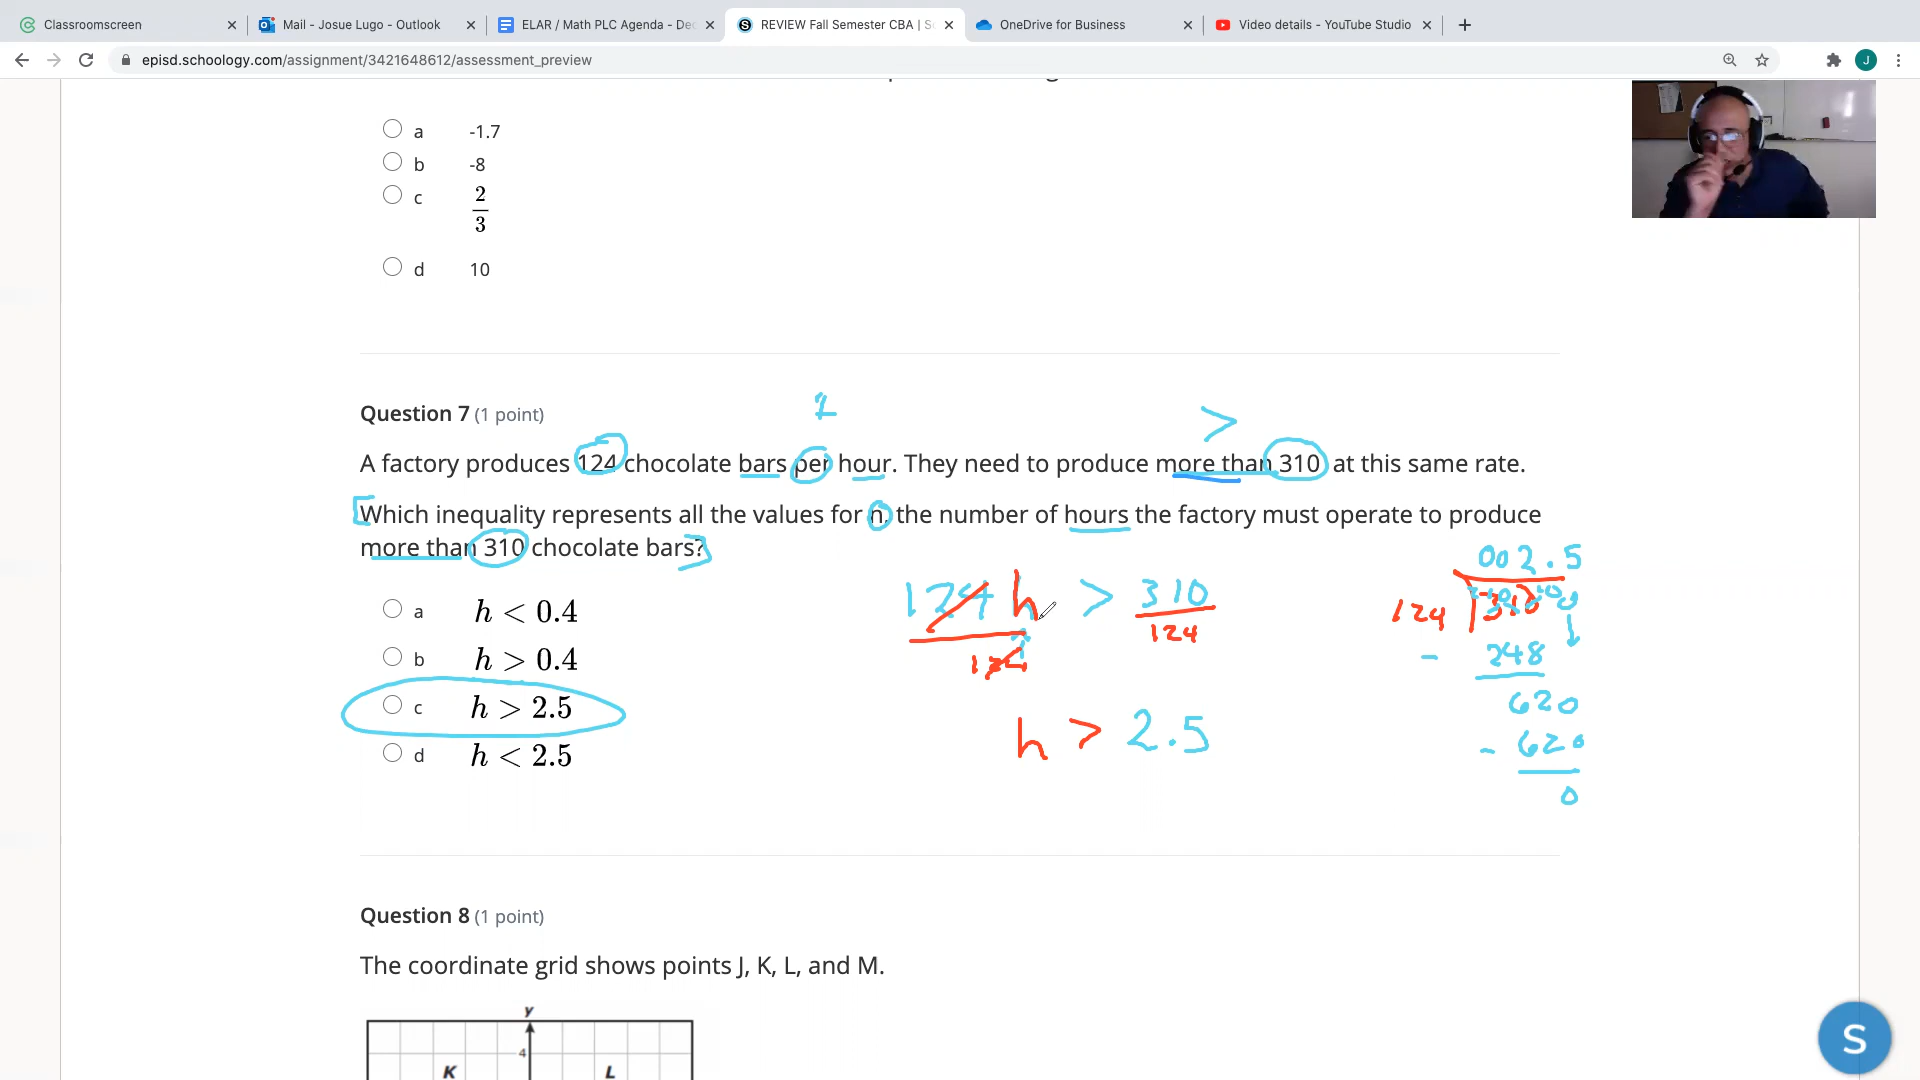 Classroomscreen
Mail - Josue Lugo - Outlook
ELAR / Math PLC Agenda - Dec
REVIEW Fall Semester CBA | Sc
OneDrive for Business
Video details - YouTube Studio
episd.schoology.com/assignment/3421648612/assessment_preview
J
a -1.7
b -8
c 2/3
d 10
1
>
Question 7 (1 point)
A factory produces 124 chocolate bars per hour. They need to produce more than 310 at this same rate.
Which inequality represents all the values for h, the number of hours the factory must operate to produce
more than 310 chocolate bars?
a h < 0.4
b h > 0.4
c h > 2.5
d h < 2.5
124 h > 310
124 124
h > 2.5
002.5
124 310
- 248
620
- 620
0
Question 8 (1 point)
The coordinate grid shows points J, K, L, and M.
y
4
K L
S